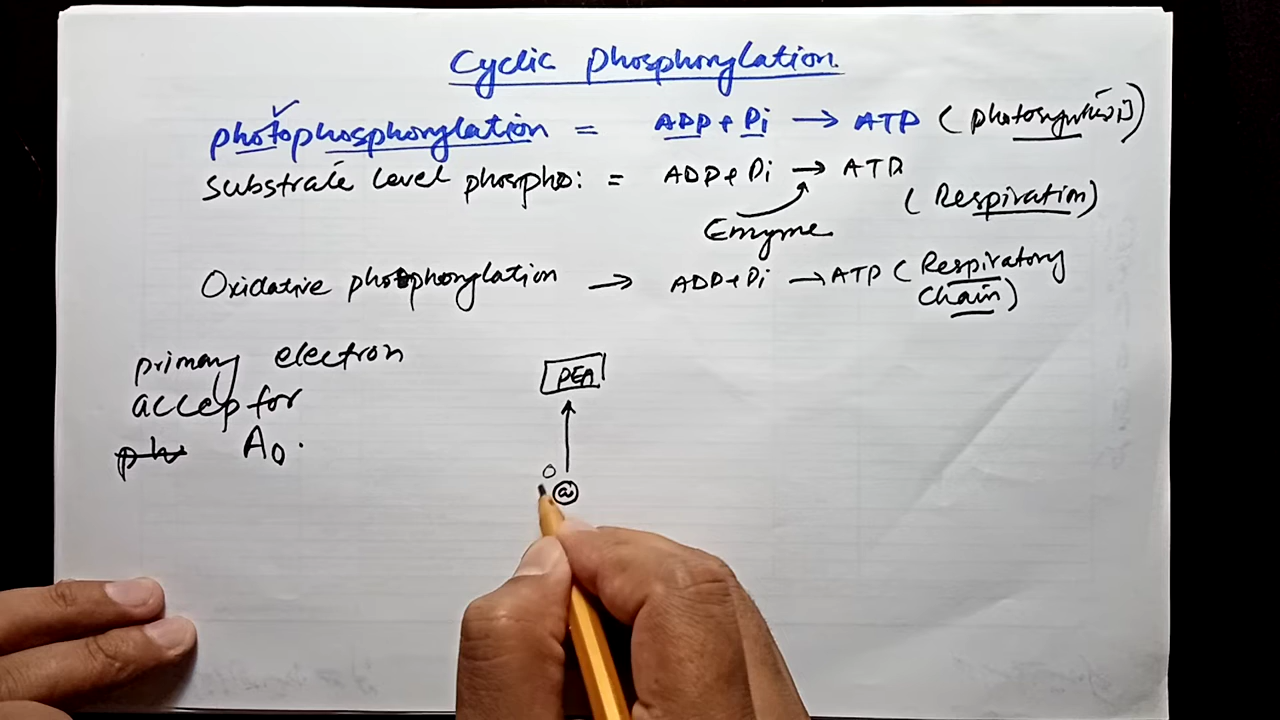 Cyclic phosphorylation
photophosphorylation = ADP + Pi → ATP (photosynthesis)
Substrate level phospho: = ADP + Pi → ATP
(Respiration)
Enzyme
Oxidative phosphorylation → ADP + Pi → ATP (Respiratory
Chain)
primary electron
acceptor
A0.
PEA
a